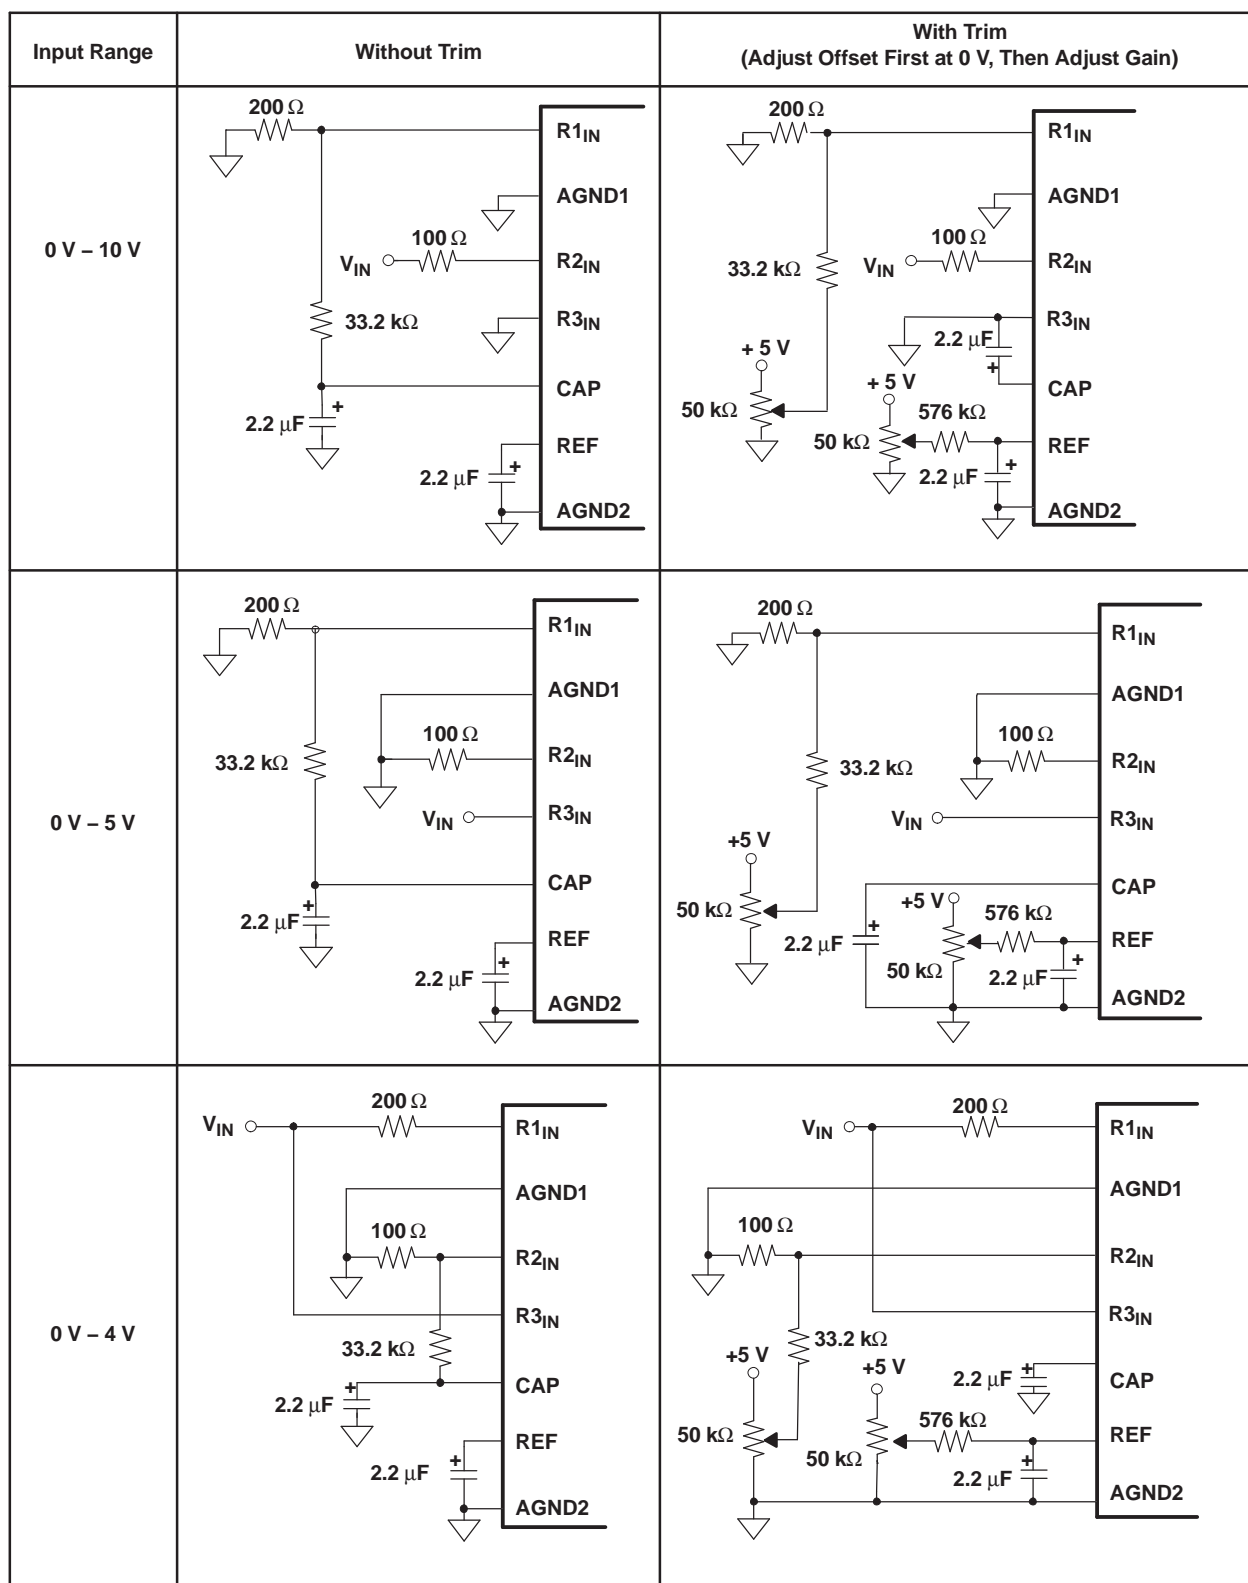 Input Range
Without Trim
With Trim
(Adjust Offset First at 0 V, Then Adjust Gain)
0 V – 10 V
200 Ω
R1IN
AGND1
100 Ω
VIN
R2IN
33.2 kΩ
R3IN
CAP
+
2.2 µF
REF
+
2.2 µF
AGND2
200 Ω
R1IN
AGND1
100 Ω
33.2 kΩ
VIN
R2IN
R3IN
2.2 µF
+
+ 5 V
CAP
+ 5 V
50 kΩ
576 kΩ
50 kΩ
REF
+
2.2 µF
AGND2
0 V – 5 V
200 Ω
R1IN
AGND1
100 Ω
33.2 kΩ
R2IN
VIN
R3IN
CAP
+
2.2 µF
REF
+
2.2 µF
AGND2
200 Ω
R1IN
AGND1
100 Ω
33.2 kΩ
R2IN
VIN
R3IN
+5 V
CAP
+5 V
50 kΩ
576 kΩ
+
2.2 µF
REF
+
50 kΩ
2.2 µF
AGND2
0 V – 4 V
200 Ω
VIN
R1IN
AGND1
100 Ω
R2IN
R3IN
33.2 kΩ
CAP
+
2.2 µF
REF
+
2.2 µF
AGND2
200 Ω
VIN
R1IN
AGND1
100 Ω
R2IN
R3IN
33.2 kΩ
+5 V
+5 V
+
2.2 µF
CAP
576 kΩ
50 kΩ
REF
50 kΩ
+
2.2 µF
AGND2